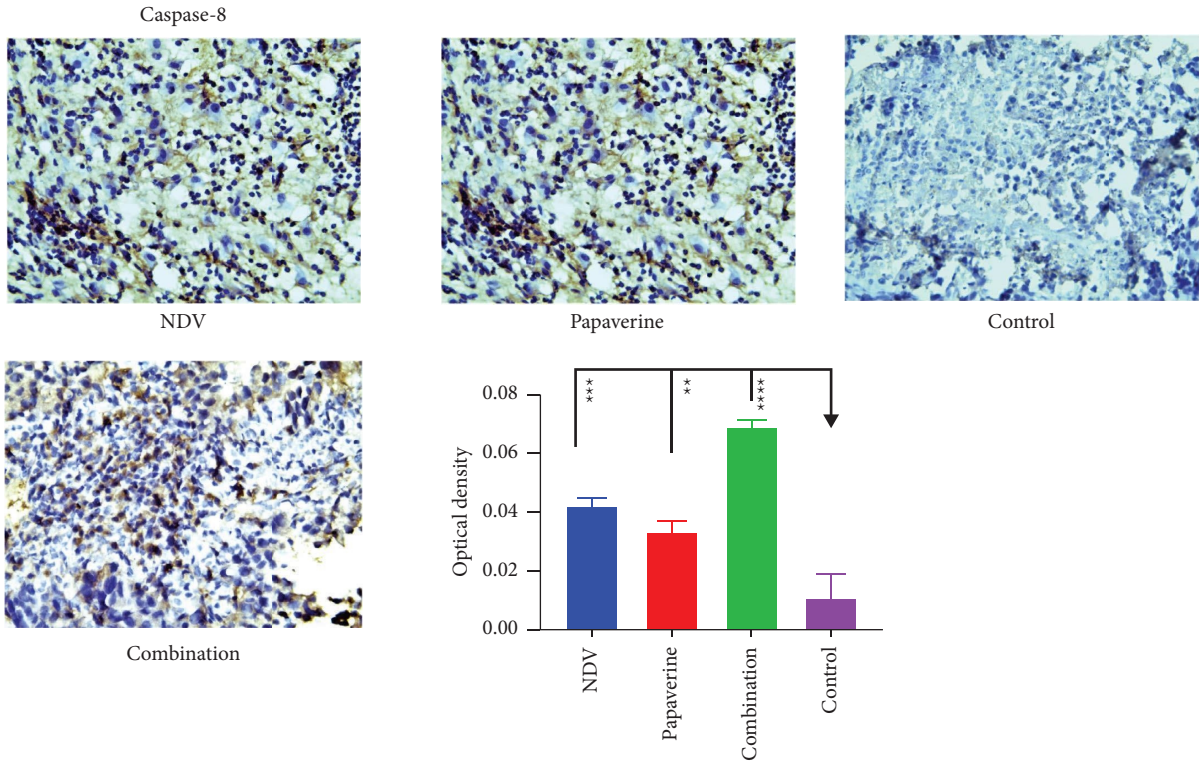 Caspase-8
NDV
Papaverine
Control
Combination
Optical density
0.08
0.06
0.04
0.02
0.00
***
**
****
NDV
Papaverine
Combination
Control